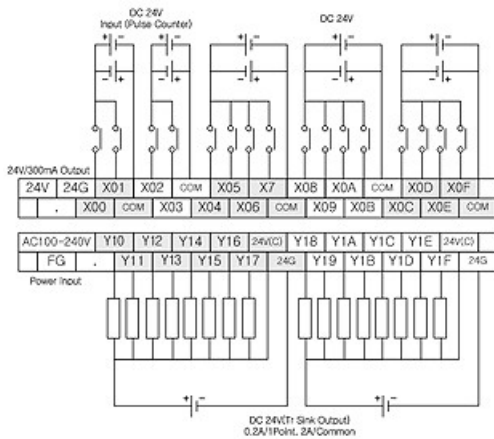 DC 24V
Input (Pulse Counter)
DC 24V
24V/300mA Output
24V 24G X01 X02 COM X05 X7 X08 X0A COM X0D X0F
. X00 COM X03 X04 X06 COM X09 X0B X0C X0E COM
AC100-240V Y10 Y12 Y14 Y16 24V(C) Y18 Y1A Y1C Y1E 24V(C)
FG . Y11 Y13 Y15 Y17 24G Y19 Y1B Y1D Y1F 24G
Power Input
DC 24V(Tr Sink Output)
0.2A/1Point, 2A/Common